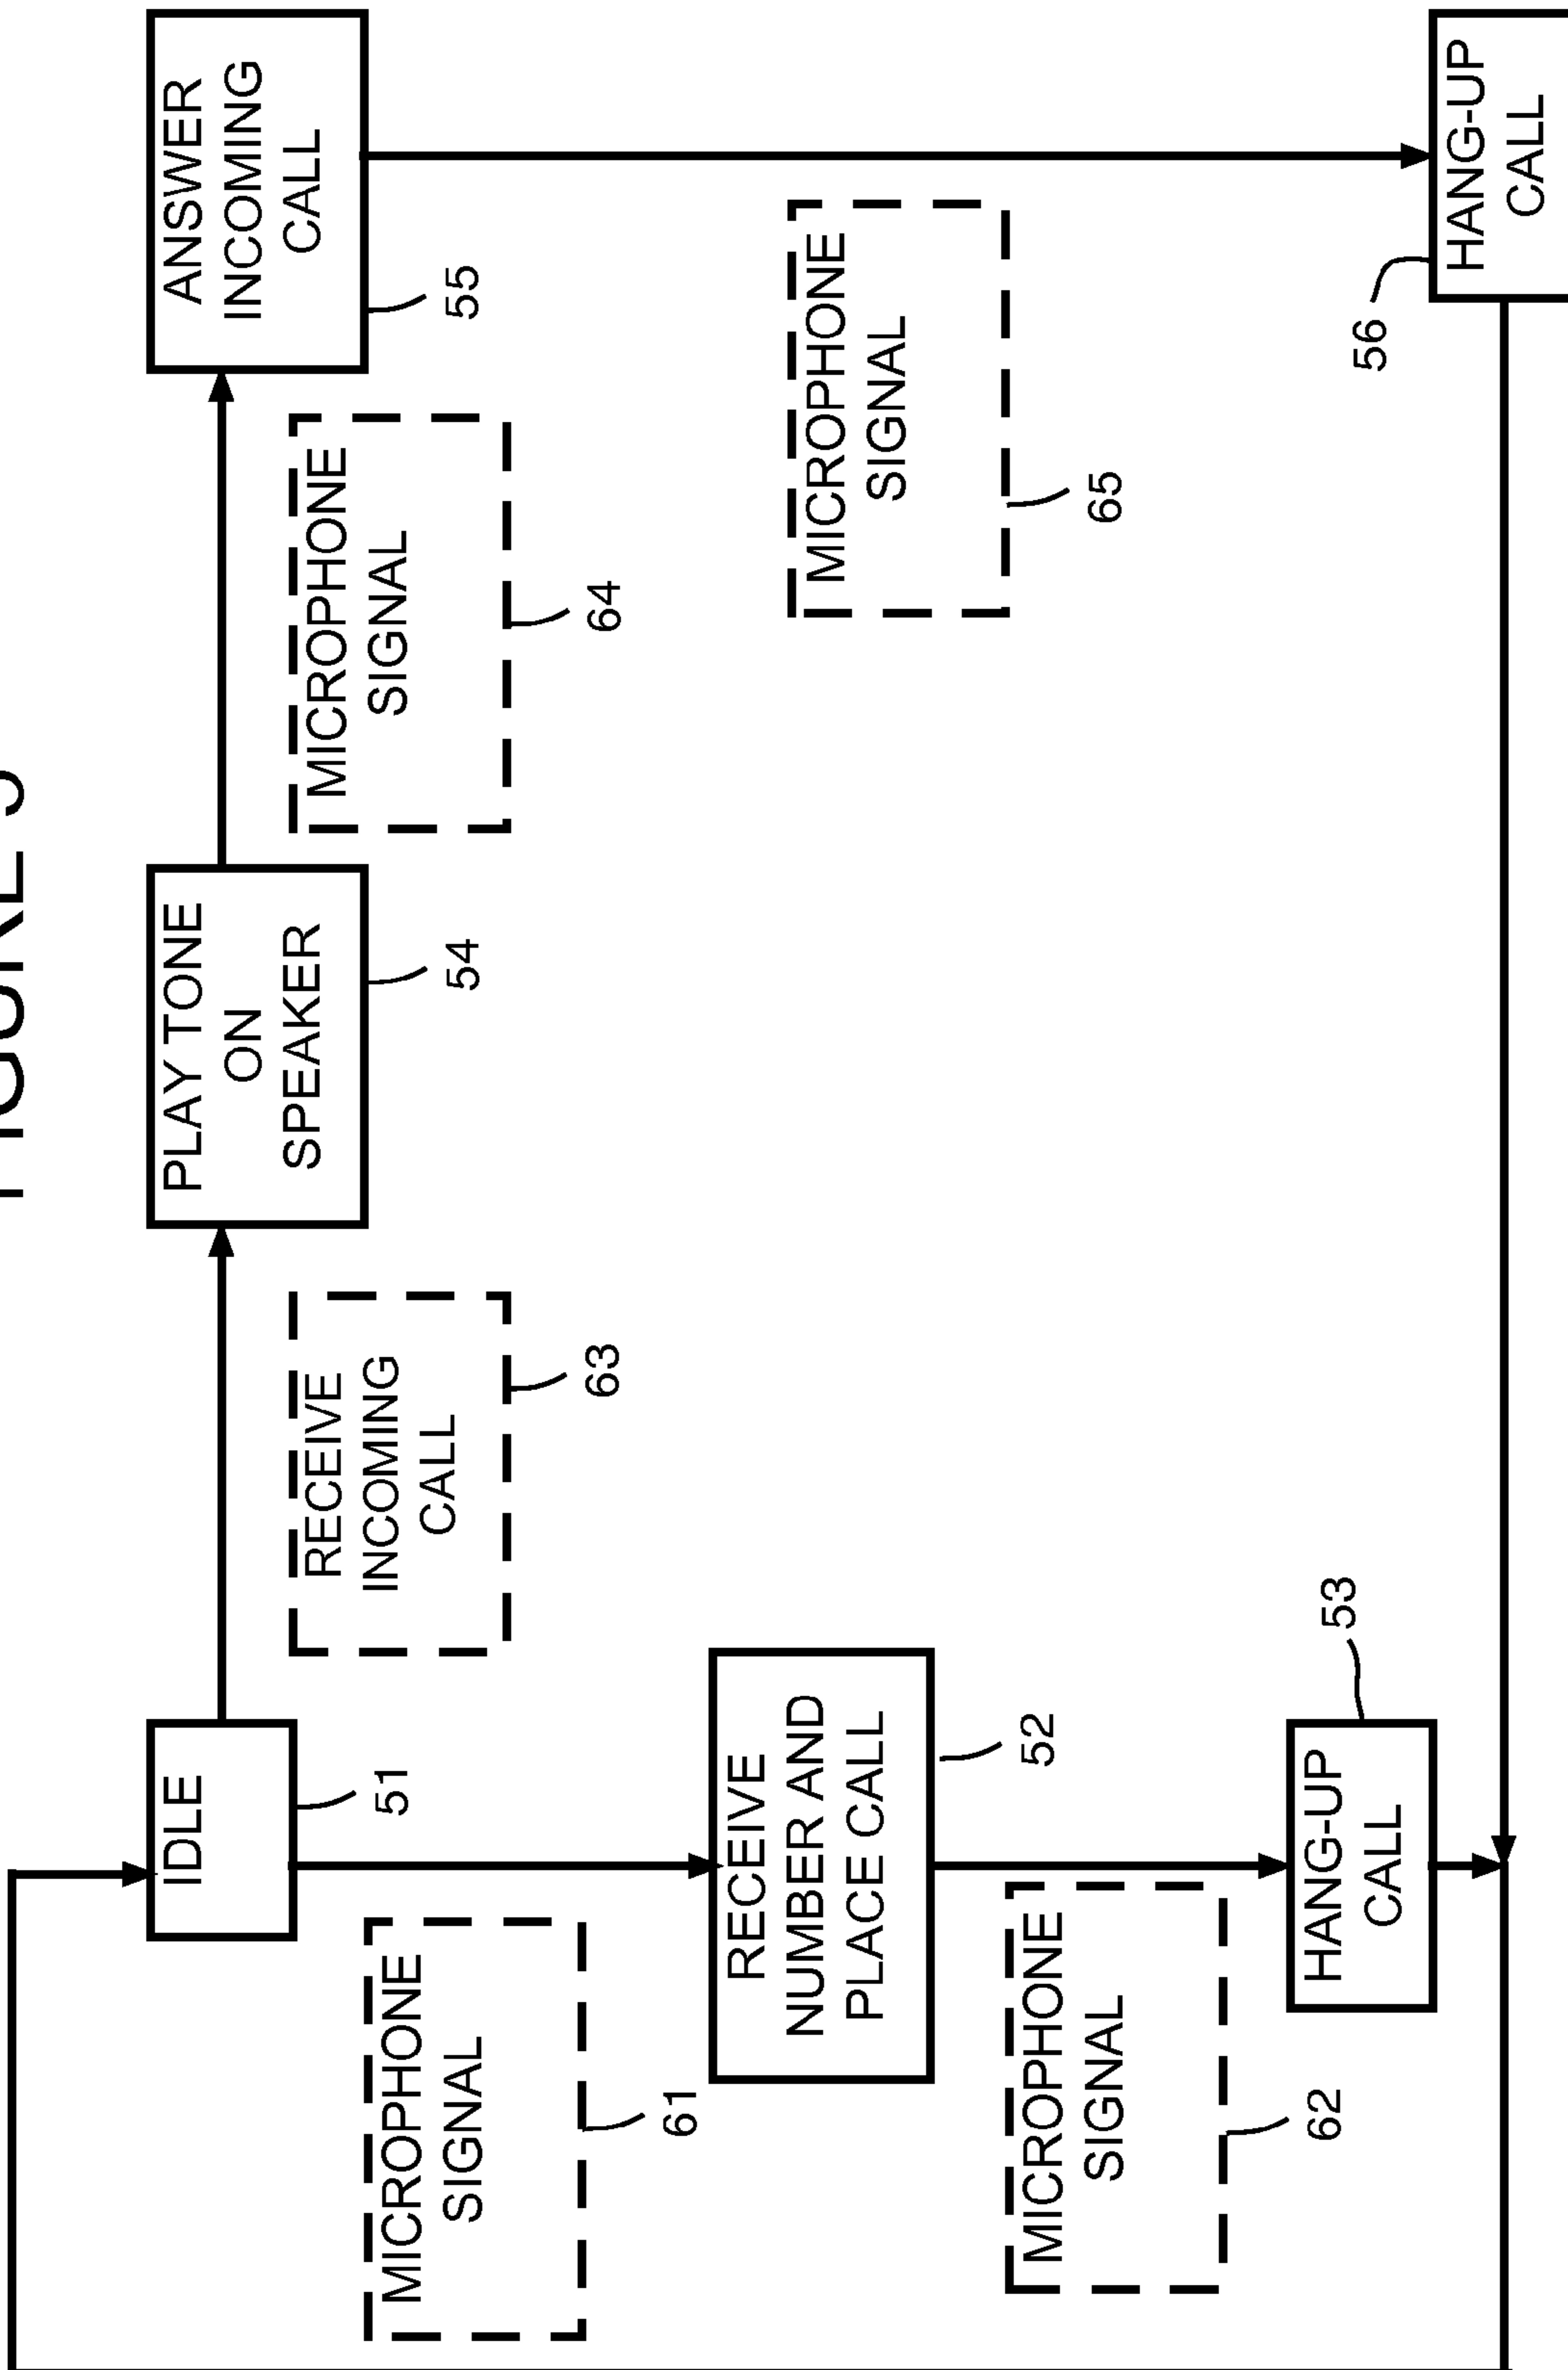 FIGURE
IDLE
51
PLAY TONE
ON
SPEAKER
54
ANSWER
INCOMING
CALL
55
MICROPHONE
SIGNAL
61
RECEIVE
INCOMING
CALL
63
MICROPHONE
SIGNAL
64
RECEIVE
NUMBER AND
PLACE CALL
52
MICROPHONE
SIGNAL
65
MICROPHONE
SIGNAL
62
HANG-UP
CALL
53
HANG-UP
CALL
56